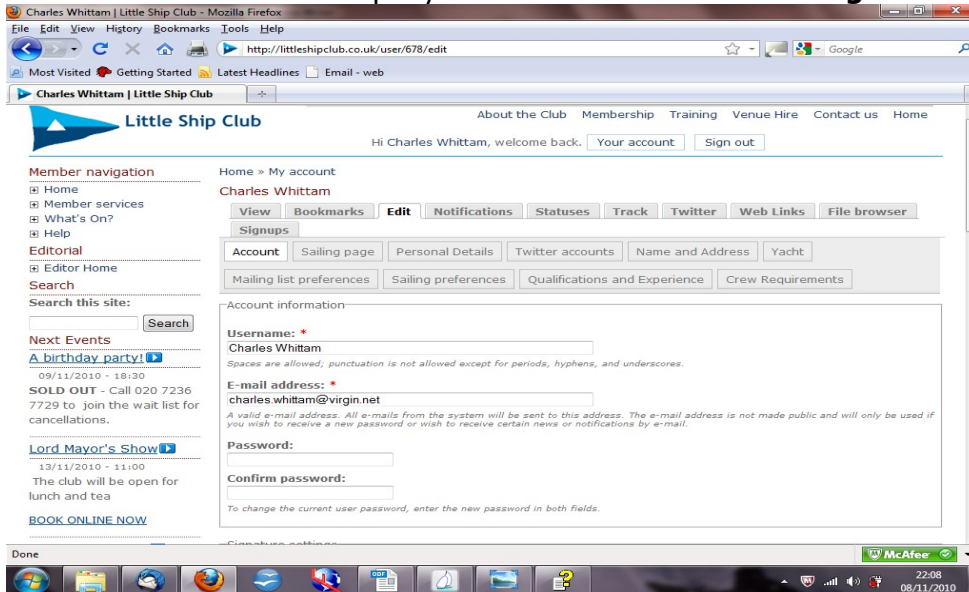 Charles Whittam | Little Ship Club - Mozilla Firefox
File Edit View History Bookmarks Tools Help
http://littleshipclub.co.uk/user/678/edit
Google
Most Visited Getting Started Latest Headlines Email - web
Charles Whittam | Little Ship Club
Little Ship Club
About the Club Membership Training Venue Hire Contact us Home
Hi Charles Whittam, welcome back. Your account Sign out
Member navigation
Home
Member services
What's On?
Help
Editorial
Editor Home
Search
Search this site:
Search
Next Events
A birthday party!
09/11/2010 - 18:30
SOLD OUT - Call 020 7236
7729 to join the wait list for
cancellations.
Lord Mayor's Show
13/11/2010 - 11:00
The club will be open for
lunch and tea
BOOK ONLINE NOW
Home » My account
Charles Whittam
View Bookmarks Edit Notifications Statuses Track Twitter Web Links File browser
Signups
Account Sailing page Personal Details Twitter accounts Name and Address Yacht
Mailing list preferences Sailing preferences Qualifications and Experience Crew Requirements
Account information
Username: *
Charles Whittam
Spaces are allowed; punctuation is not allowed except for periods, hyphens, and underscores.
E-mail address: *
charles.whittam@virgin.net
A valid e-mail address. All e-mails from the system will be sent to this address. The e-mail address is not made public and will only be used if
you wish to receive a new password or wish to receive certain news or notifications by e-mail.
Password:
Confirm password:
To change the current user password, enter the new password in both fields.
Done
McAfee
22:08
08/11/2010